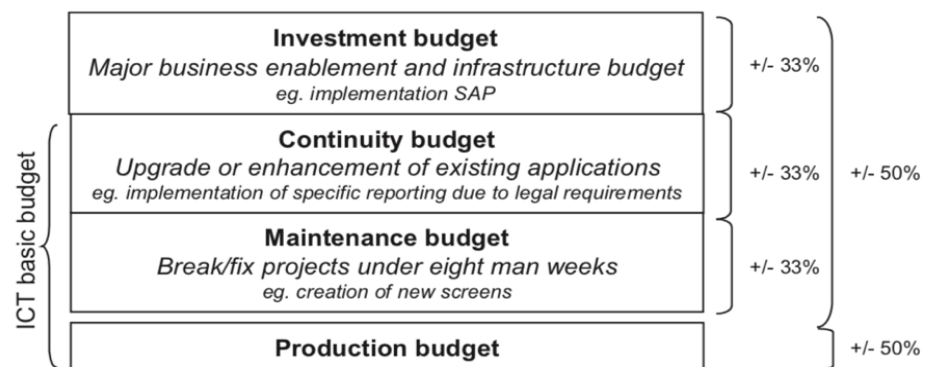 Investment budget
Major business enablement and infrastructure budget
eg. implementation SAP
+/- 33%
Continuity budget
Upgrade or enhancement of existing applications
eg. implementation of specific reporting due to legal requirements
+/- 33%
+/- 50%
Maintenance budget
Break/fix projects under eight man weeks
eg. creation of new screens
+/- 33%
Production budget
+/- 50%
ICT basic budget